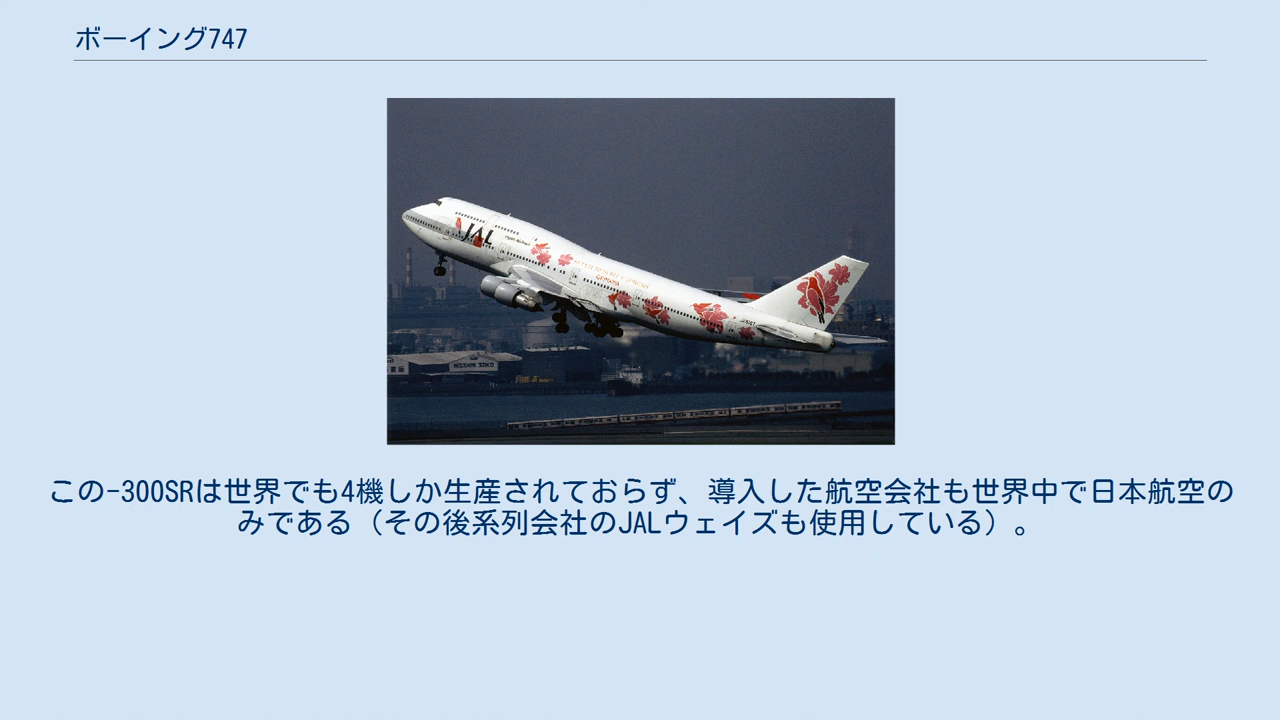 ボーイング747
JAL
NISSHIN SOKO
この-300SRは世界でも4機しか生産されておらず、導入した航空会社も世界中で日本航空の
みである（その後系列会社のJALウェイズも使用している）。